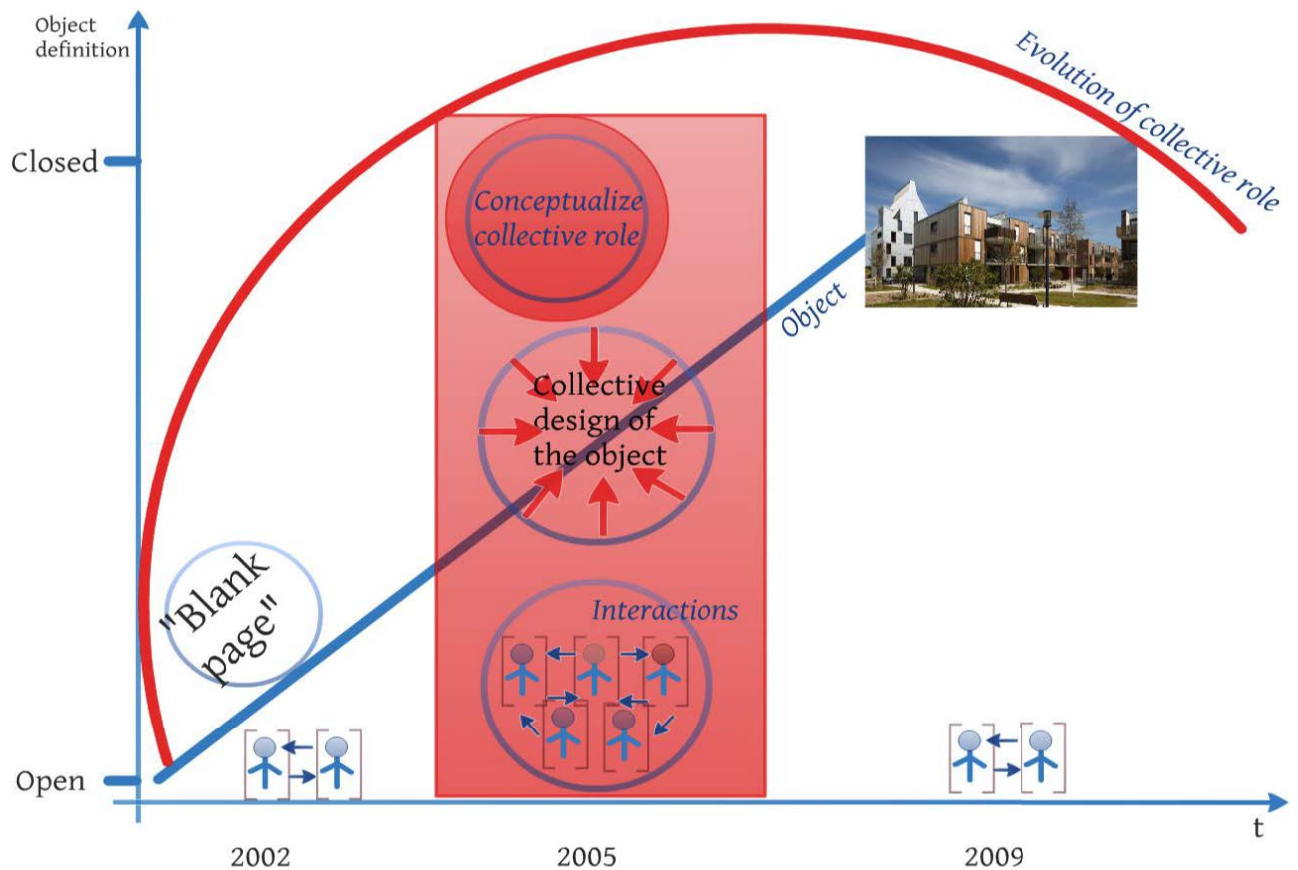 Object
definition
Closed
Open
Evolution of collective role
Conceptualize
collective role
Object
Collective
design of
the object
"Blank
page"
Interactions
t
2002
2005
2009